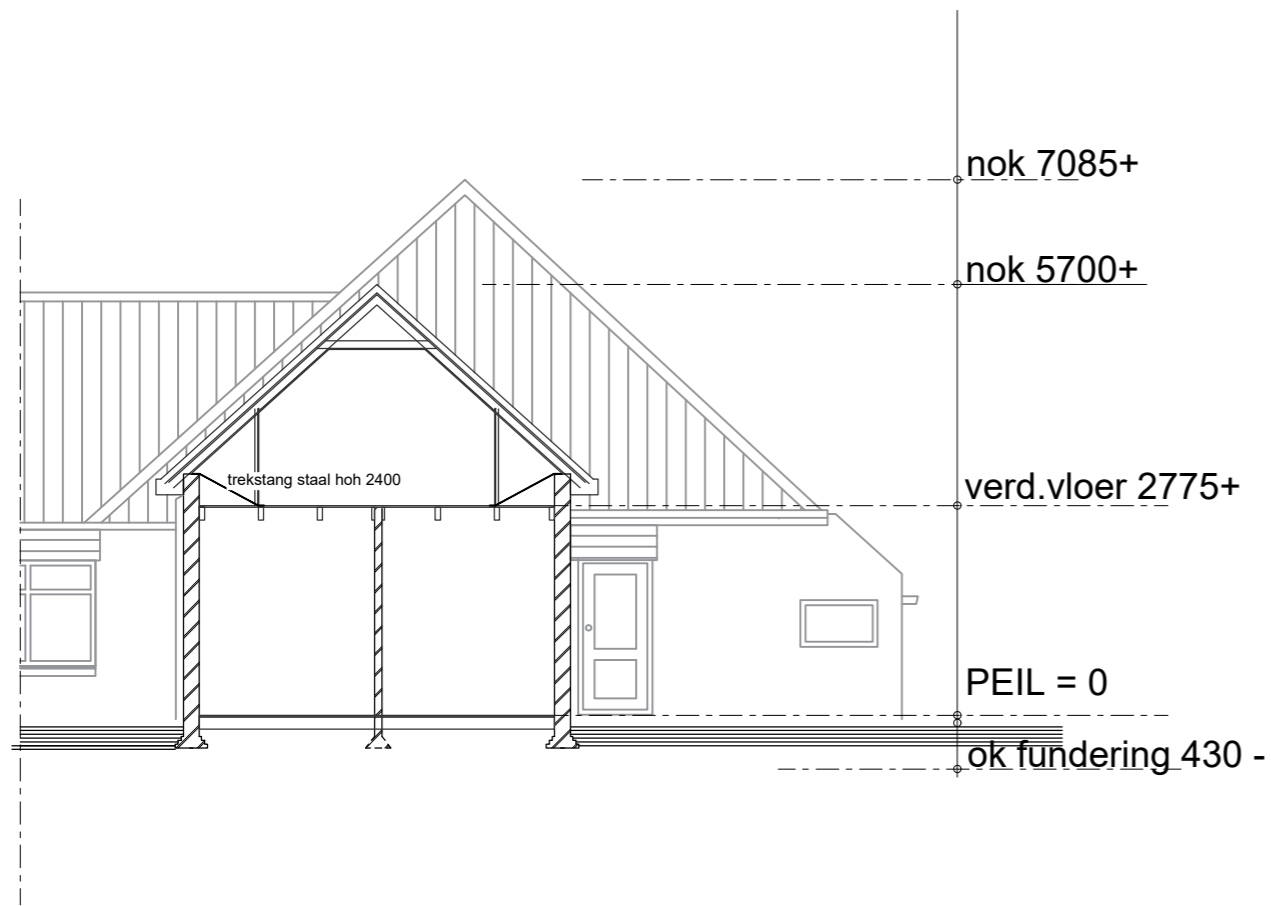 nok 7085+
nok 5700+
trekstang staal hoh 2400
verd.vloer 2775+
PEIL = 0
ok fundering 430 -